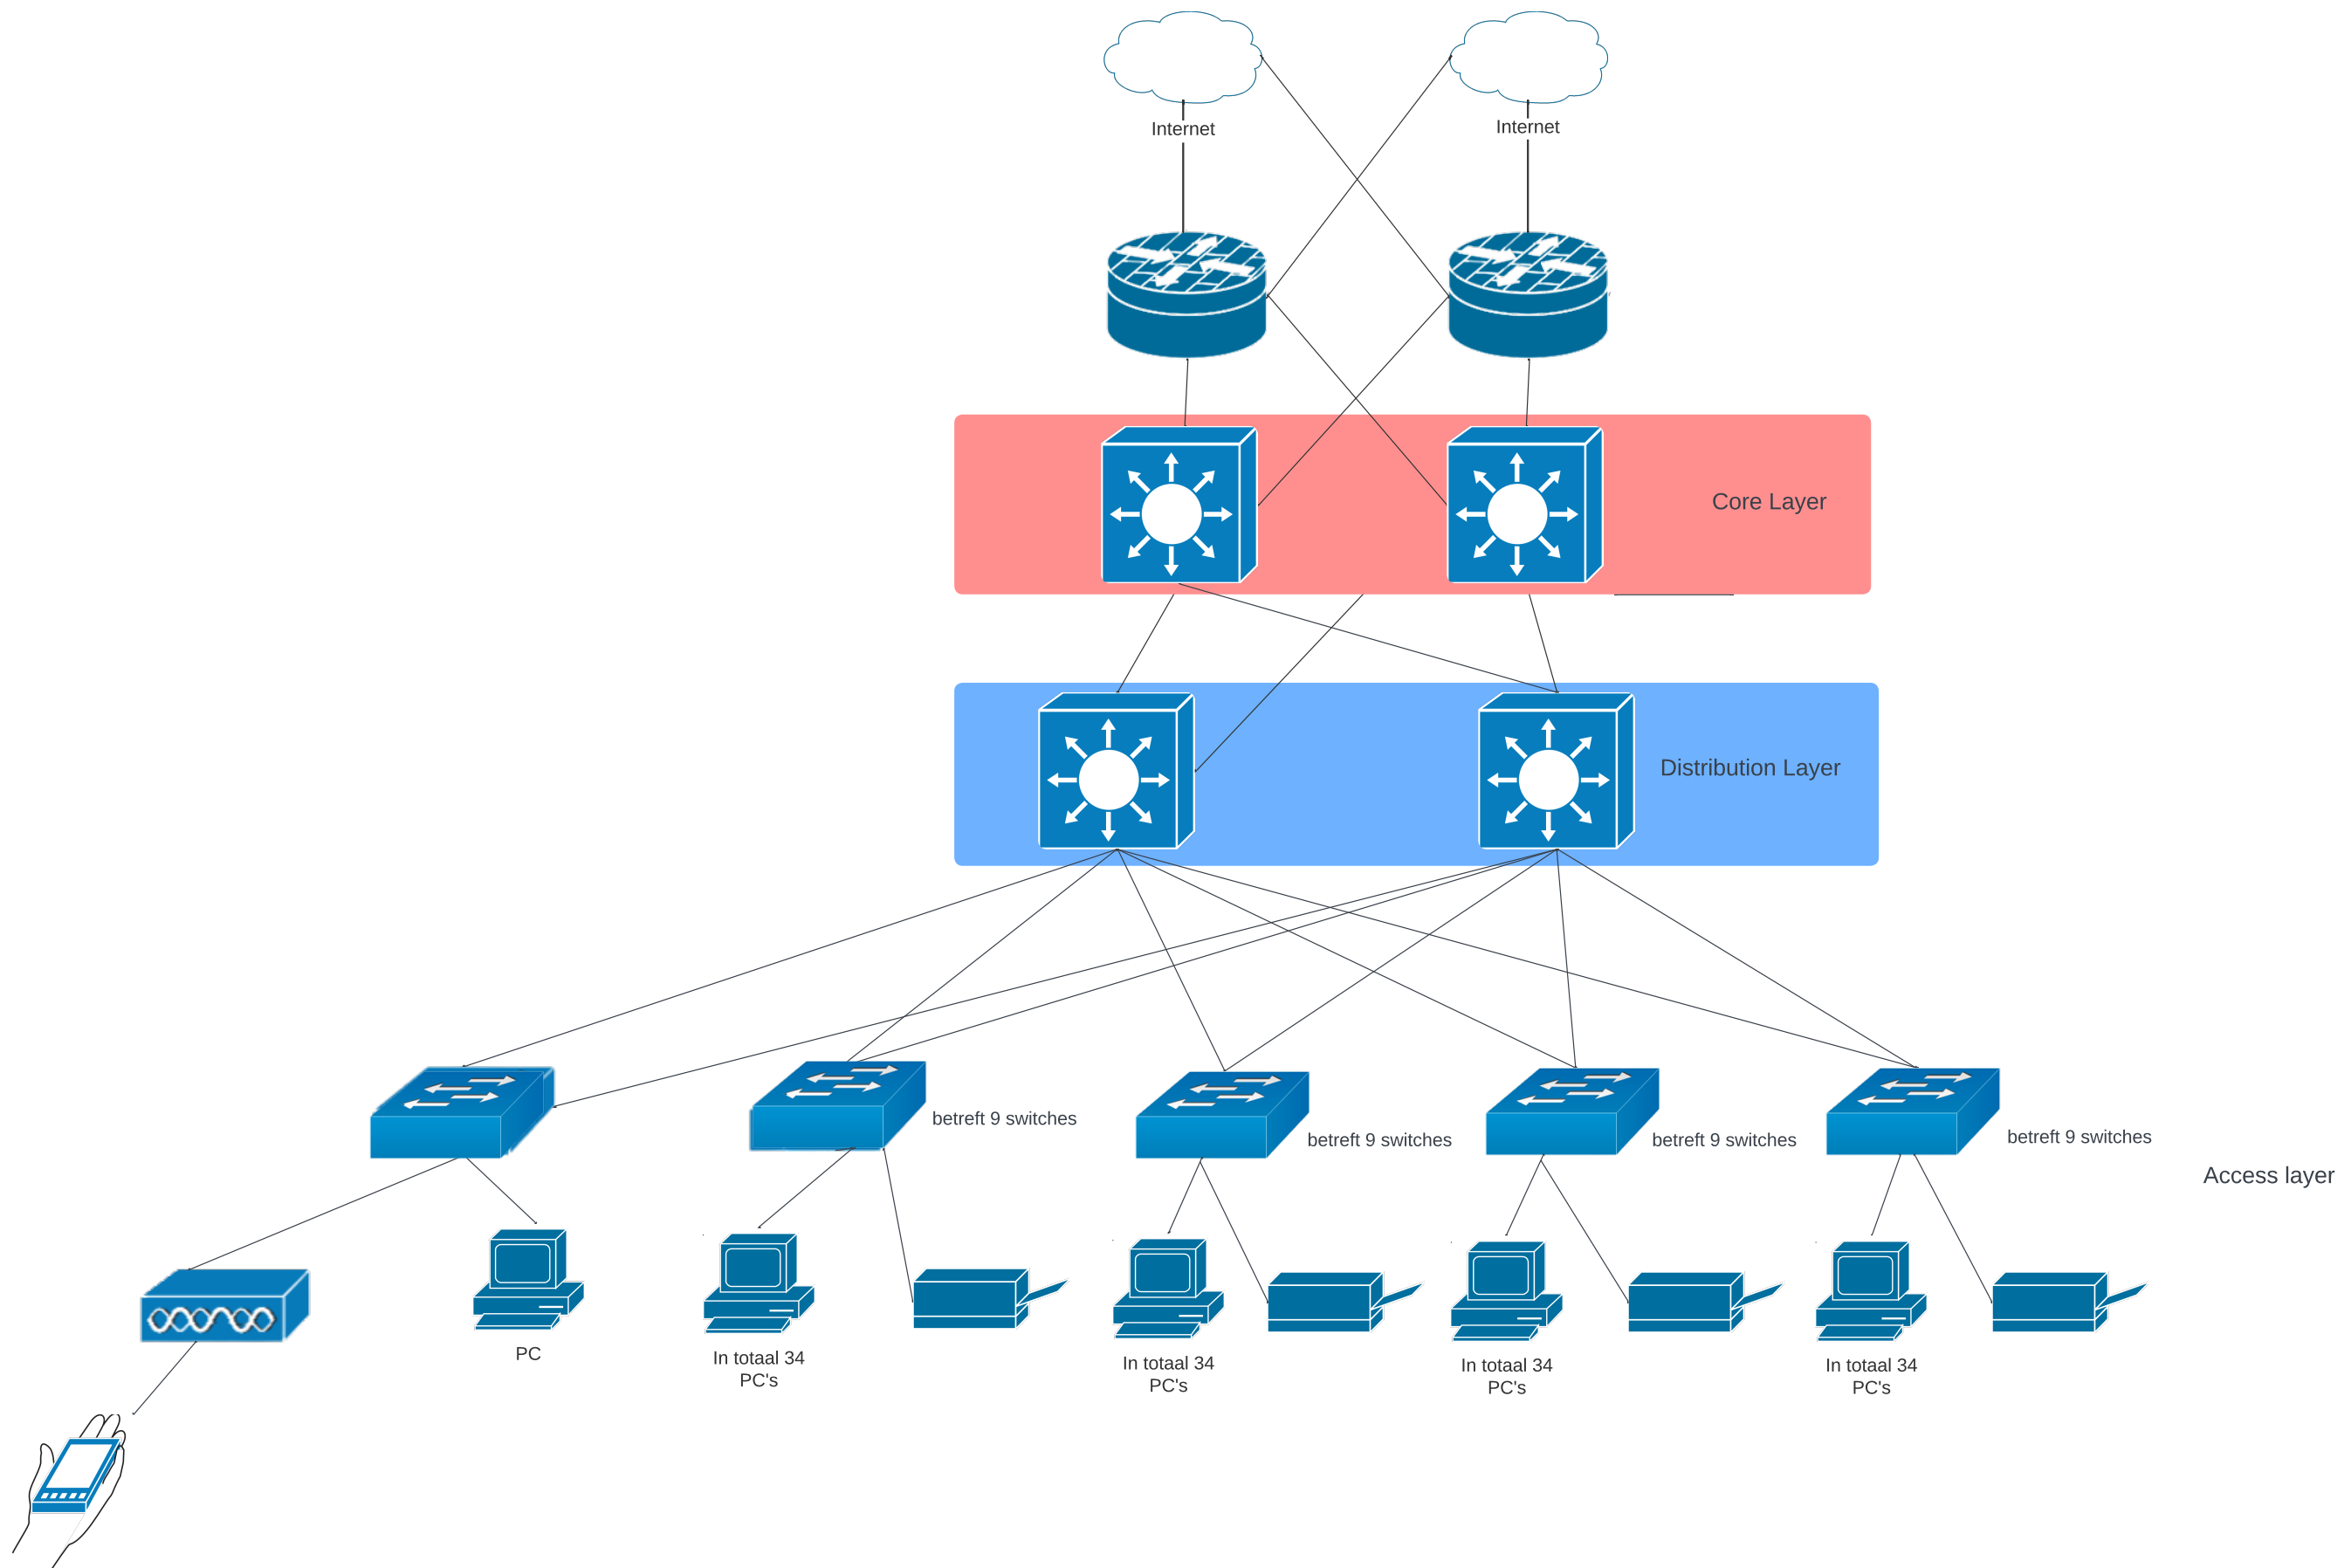 Internet
Internet
Core Layer
Distribution Layer
betreft 9 switches
betreft 9 switches
betreft 9 switches
betreft 9 switches
Access layer
PC
In totaal 34
PC's
In totaal 34
PC's
In totaal 34
PC's
In totaal 34
PC's